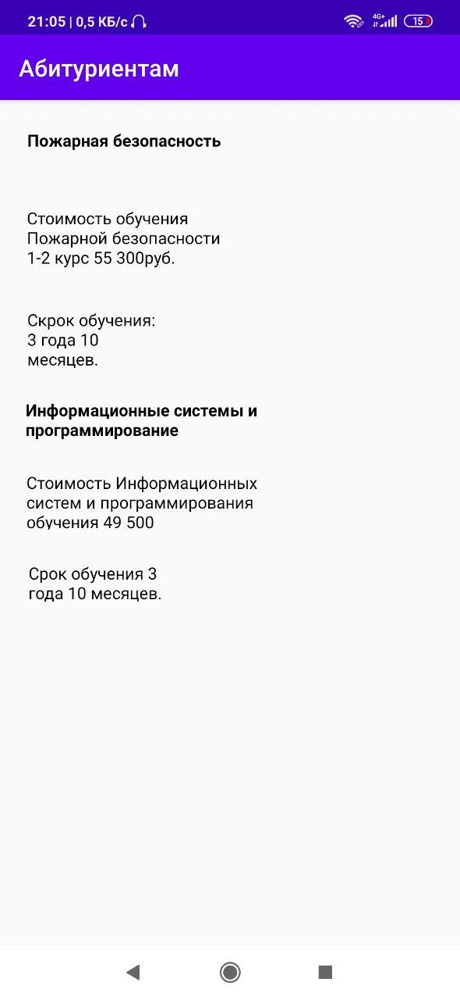 21:05 | 0,5 КБ/с
4G+
15
Абитуриентам
Пожарная безопасность
Стоимость обучения
Пожарной безопасности
1-2 курс 55 300руб.
Скрок обучения:
3 года 10
месяцев.
Информационные системы и
программирование
Стоимость Информационных
систем и программирования
обучения 49 500
Срок обучения 3
года 10 месяцев.